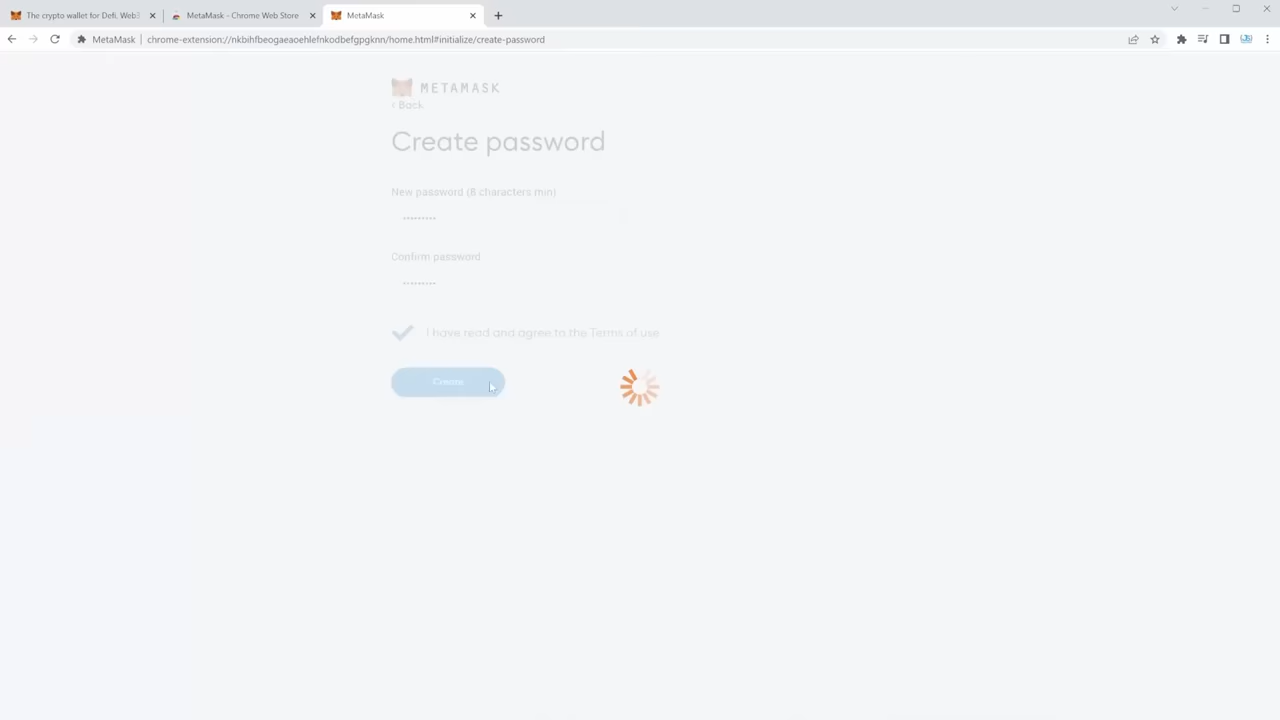 The crypto wallet for Defi, Web3
MetaMask - Chrome Web Store
MetaMask
MetaMask
chrome-extension://nkbihfbeogaeaoehlefnkodbefgpgknn/home.html#initialize/create-password
METAMASK
< Back
Create password
New password (8 characters min)
•••••••••
Confirm password
•••••••••
I have read and agree to the Terms of use
Create